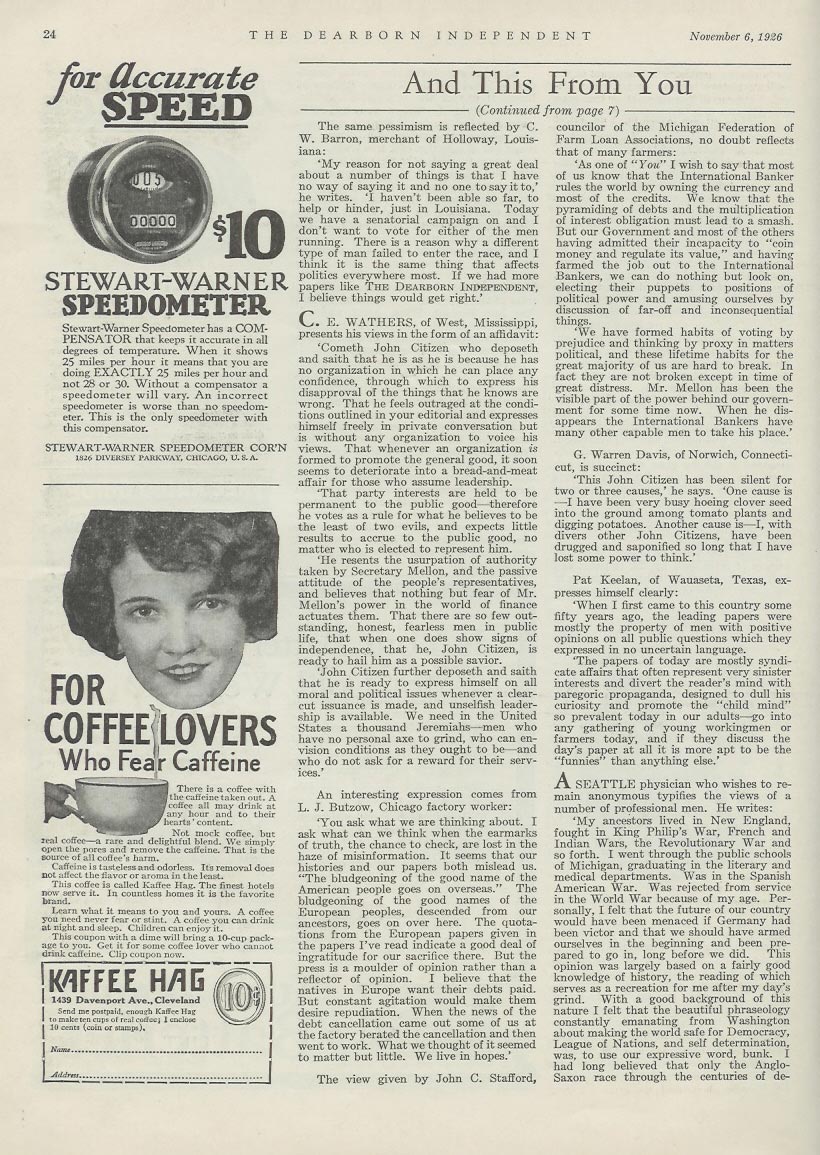 24
THE DEARBORN INDEPENDENT
November 6, 1926
for Accurate
SPEED
005
00000
$10
STEWART-WARNER
SPEEDOMETER
Stewart-Warner Speedometer has a COM-
PENSATOR that keeps it accurate in all
degrees of temperature. When it shows
25 miles per hour it means that you are
doing EXACTLY 25 miles per hour and
not 28 or 30. Without a compensator a
speedometer will vary. An incorrect
speedometer is worse than no speedom-
eter. This is the only speedometer with
this compensator.
STEWART-WARNER SPEEDOMETER COR'N
1826 DIVERSEY PARKWAY, CHICAGO, U. S. A.
FOR
COFFEE LOVERS
Who Fear Caffeine
There is a coffee with
the caffeine taken out. A
coffee all may drink at
any hour and to their
hearts' content.
Not mock coffee, but
real coffee—a rare and delightful blend. We simply
open the pores and remove the caffeine. That is the
source of all coffee's harm.
Caffeine is tasteless and odorless. Its removal does
not affect the flavor or aroma in the least.
This coffee is called Kaffee Hag. The finest hotels
now serve it. In countless homes it is the favorite
brand.
Learn what it means to you and yours. A coffee
you need never fear or stint. A coffee you can drink
at night and sleep. Children can enjoy it.
This coupon with a dime will bring a 10-cup pack-
age to you. Get it for some coffee lover who cannot
drink caffeine. Clip coupon now.
KAFFEE HAG
10¢
1439 Davenport Ave., Cleveland
Send me postpaid, enough Kaffee Hag
to make ten cups of real coffee; I enclose
10 cents (coin or stamps).
Name
Address
And This From You
(Continued from page 7)
The same pessimism is reflected by C.
W. Barron, merchant of Holloway, Louis-
iana:
'My reason for not saying a great deal
about a number of things is that I have
no way of saying it and no one to say it to,'
he writes. 'I haven't been able so far, to
help or hinder, just in Louisiana. Today
we have a senatorial campaign on and I
don't want to vote for either of the men
running. There is a reason why a different
type of man failed to enter the race, and I
think it is the same thing that affects
politics everywhere most. If we had more
papers like THE DEARBORN INDEPENDENT,
I believe things would get right.'
C. E. WATHERS, of West, Mississippi,
presents his views in the form of an affidavit:
'Cometh John Citizen who deposeth
and saith that he is as he is because he has
no organization in which he can place any
confidence, through which to express his
disapproval of the things that he knows are
wrong. That he feels outraged at the condi-
tions outlined in your editorial and expresses
himself freely in private conversation but
is without any organization to voice his
views. That whenever an organization is
formed to promote the general good, it soon
seems to deteriorate into a bread-and-meat
affair for those who assume leadership.
'That party interests are held to be
permanent to the public good—therefore
he votes as a rule for what he believes to be
the least of two evils, and expects little
results to accrue to the public good, no
matter who is elected to represent him.
'He resents the usurpation of authority
taken by Secretary Mellon, and the passive
attitude of the people's representatives,
and believes that nothing but fear of Mr.
Mellon's power in the world of finance
actuates them. That there are so few out-
standing, honest, fearless men in public
life, that when one does show signs of
independence, that he, John Citizen, is
ready to hail him as a possible savior.
'John Citizen further deposeth and saith
that he is ready to express himself on all
moral and political issues whenever a clear-
cut issuance is made, and unselfish leader-
ship is available. We need in the United
States a thousand Jeremiahs—men who
have no personal axe to grind, who can en-
vision conditions as they ought to be—and
who do not ask for a reward for their serv-
ices.'
An interesting expression comes from
L. J. Butzow, Chicago factory worker:
'You ask what we are thinking about. I
ask what can we think when the earmarks
of truth, the chance to check, are lost in the
haze of misinformation. It seems that our
histories and our papers both mislead us.
"The bludgeoning of the good name of the
American people goes on overseas." The
bludgeoning of the good names of the
European peoples, descended from our
ancestors, goes on over here. The quota-
tions from the European papers given in
the papers I've read indicate a good deal of
ingratitude for our sacrifice there. But the
press is a moulder of opinion rather than a
reflector of opinion. I believe the
natives in Europe want their debts paid.
But constant agitation would make them
desire repudiation. When the news of the
debt cancellation came out some of us at
the factory berated the cancellation and then
went to work. What we thought of it seemed
to matter but little. We live in hopes.'
The view given by John C. Stafford,
councilor of the Michigan Federation of
Farm Loan Associations, no doubt reflects
that of many farmers:
'As one of "You" I wish to say that most
of us know that the International Banker
rules the world by owning the currency and
most of the credits. We know that the
pyramiding of debts and the multiplication
of interest obligation must lead to a smash.
But our Government and most of the others
having admitted their incapacity to "coin
money and regulate its value," and having
farmed the job out to the International
Bankers, we can do nothing but look on,
electing their puppets to positions of
political power and amusing ourselves by
discussion of far-off and inconsequential
things.
'We have formed habits of voting by
prejudice and thinking by proxy in matters
political, and these lifetime habits for the
great majority of us are hard to break. In
fact they are not broken except in time of
great distress. Mr. Mellon has been the
visible part of the power behind our govern-
ment for some time now. When he dis-
appears the International Bankers have
many other capable men to take his place.'
G. Warren Davis, of Norwich, Connecti-
cut, is succinct:
'This John Citizen has been silent for
two or three causes,' he says. 'One cause is
—I have been very busy hoeing clover seed
into the ground among tomato plants and
digging potatoes. Another cause is—I, with
divers other John Citizens, have been
drugged and saponified so long that I have
lost some power to think.'
Pat Keelan, of Wauaseta, Texas, ex-
presses himself clearly:
'When I first came to this country some
fifty years ago, the leading papers were
mostly the property of men with positive
opinions on all public questions which they
expressed in no uncertain language.
'The papers of today are mostly syndi-
cate affairs that often represent very sinister
interests and divert the reader's mind with
paregoric propaganda, designed to dull his
curiosity and promote the "child mind"
so prevalent today in our adults—go into
any gathering of young workingmen or
farmers today, and if they discuss the
day's paper at all it is more apt to be the
"funnies" than anything else.'
A SEATTLE physician who wishes to re-
main anonymous typifies the views of a
number of professional men. He writes:
'My ancestors lived in New England,
fought in King Philip's War, French and
Indian Wars, the Revolutionary War and
so forth. I went through the public schools
of Michigan, graduating in the literary and
medical departments. Was in the Spanish
American War. Was rejected from service
in the World War because of my age. Per-
sonally, I felt that the future of our country
would have been menaced if Germany had
been victor and that we should have armed
ourselves in the beginning and been pre-
pared to go in, long before we did. This
opinion was largely based on a fairly good
knowledge of history, the reading of which
serves as a recreation for me after my day's
grind. With a good background of this
nature I felt that the beautiful phraseology
constantly emanating from Washington
about making the world safe for Democracy,
League of Nations, and self determination,
was, to use our expressive word, bunk. I
had long believed that only the Anglo-
Saxon race through the centuries of de-